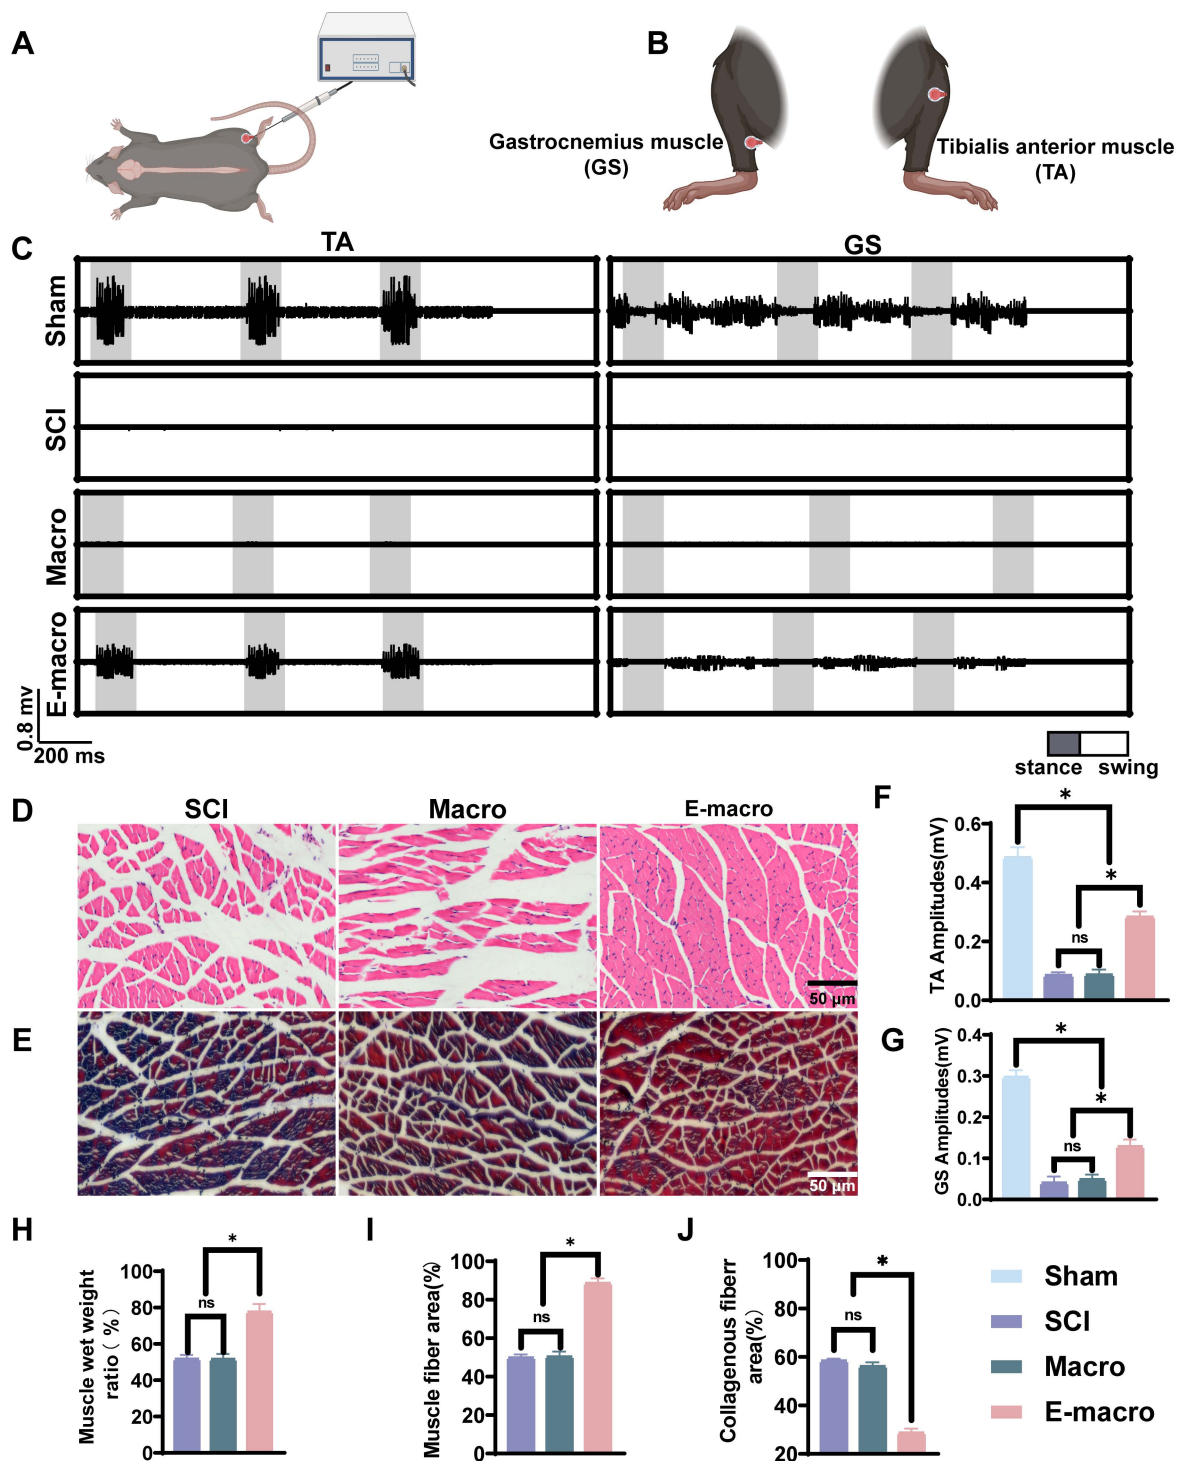 A
B
Gastrocnemius muscle
(GS)
Tibialis anterior muscle
(TA)
C
TA
GS
Sham
SCI
Macro
E-macro
0.8 mv
200 ms
stance swing
D
SCI
Macro
E-macro
50 μm
E
50 μm
F
TA Amplitudes(mV)
0.6
0.4
0.2
0.0
*
*
ns
G
GS Amplitudes(mV)
0.4
0.3
0.2
0.1
0.0
*
*
ns
H
Muscle wet weight
ratio( %)
100
80
60
40
20
0
ns
*
I
Muscle fiber area(%)
100
80
60
40
20
0
ns
*
J
Collagenous fiberr
area(%)
100
80
60
40
20
ns
*
Sham
SCI
Macro
E-macro